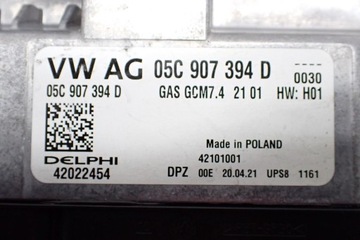 VW AG 05C 907 394 D 0030
05C 907 394 D GAS GCM7.4 21 01 HW: H01
Made in POLAND
DELPHI 42101001
42022454 DPZ 00E 20.04.21 UPS8 1161